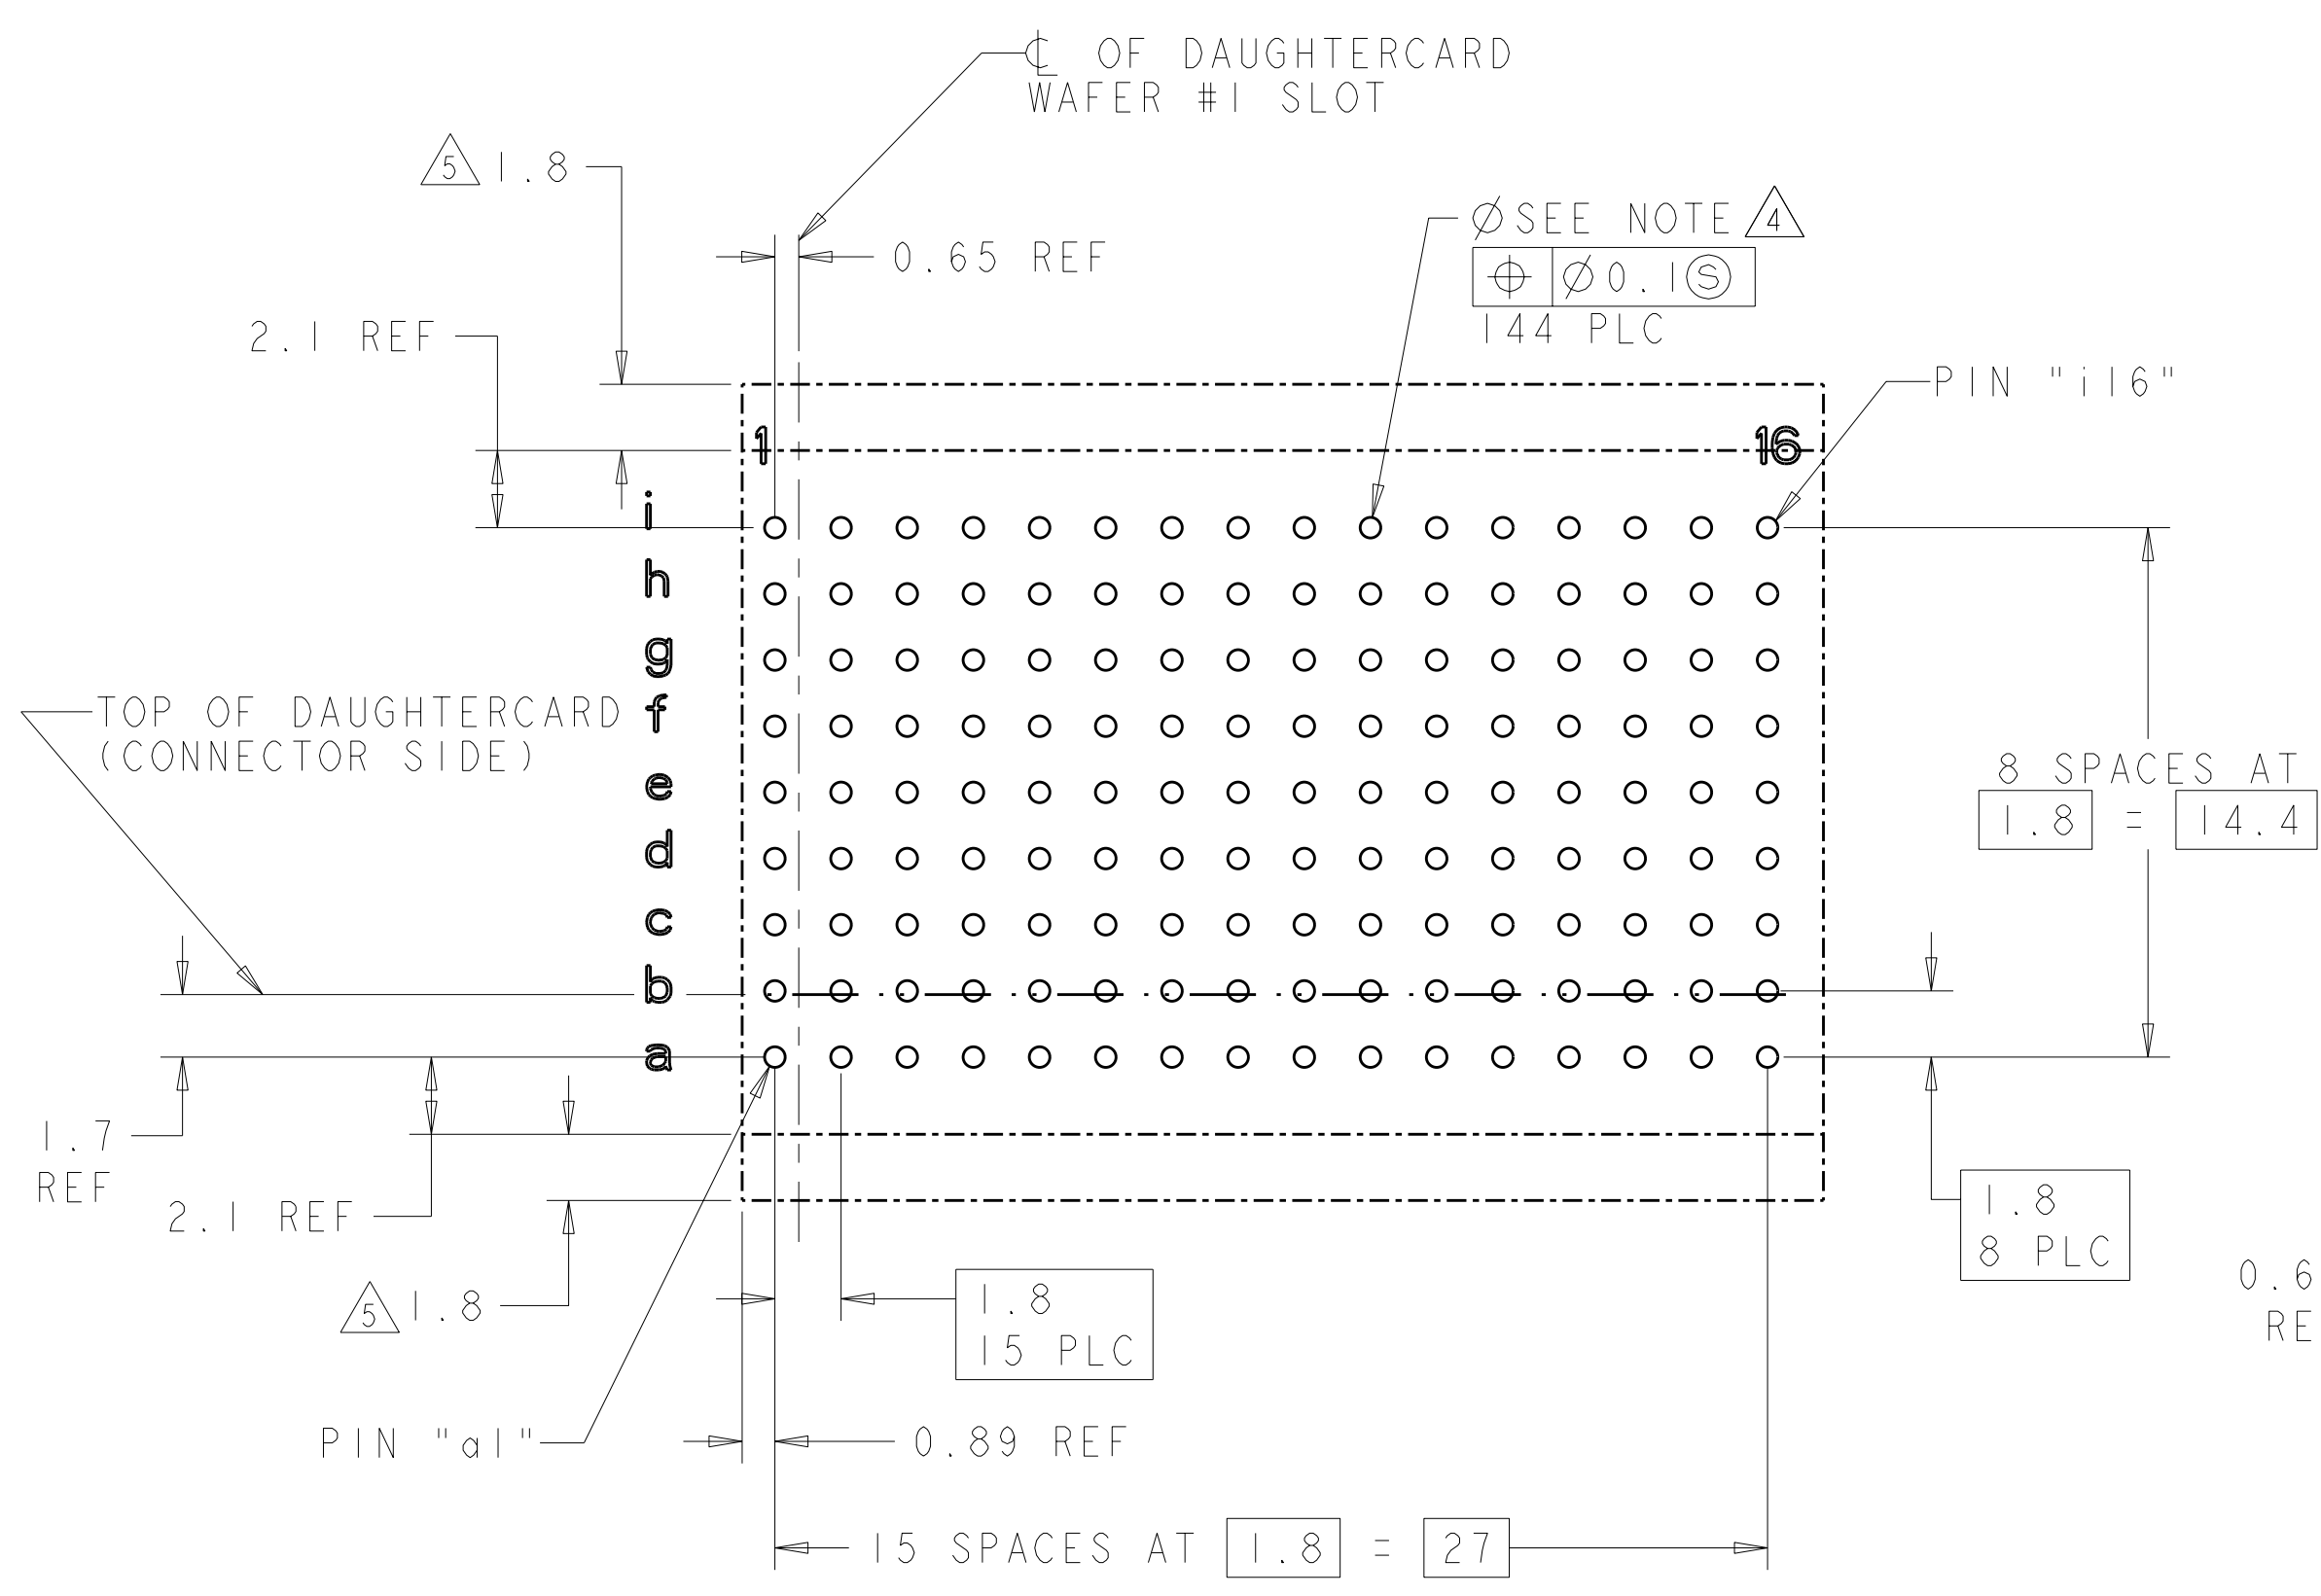 ℄ OF DAUGHTERCARD
WAFER #1 SLOT
5 1.8
⌀SEE NOTE 4
0.65 REF
⌖ ⌀0.1Ⓢ
144 PLC
2.1 REF
PIN "i16"
1
16
i
h
g
f
e
d
c
b
a
TOP OF DAUGHTERCARD
(CONNECTOR SIDE)
8 SPACES AT
1.8 = 14.4
1.7
REF
2.1 REF
1.8
8 PLC
5 1.8
1.8
15 PLC
0.6
RE
PIN "a1"
0.89 REF
15 SPACES AT 1.8 = 27